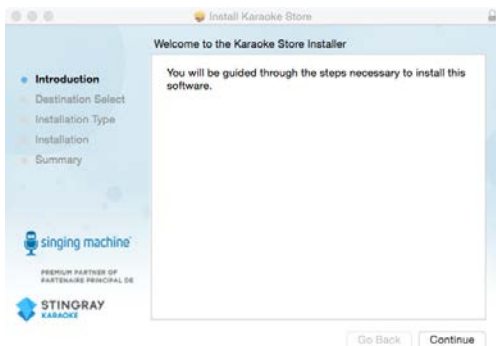 Install Karaoke Store
Welcome to the Karaoke Store Installer
Introduction
Destination Select
Installation Type
Installation
Summary
You will be guided through the steps necessary to install this
software.
singing machine
PREMIUM PARTNER OF
PARTENAIRE PRINCIPAL DE
STINGRAY
KARAOKE
Go Back
Continue